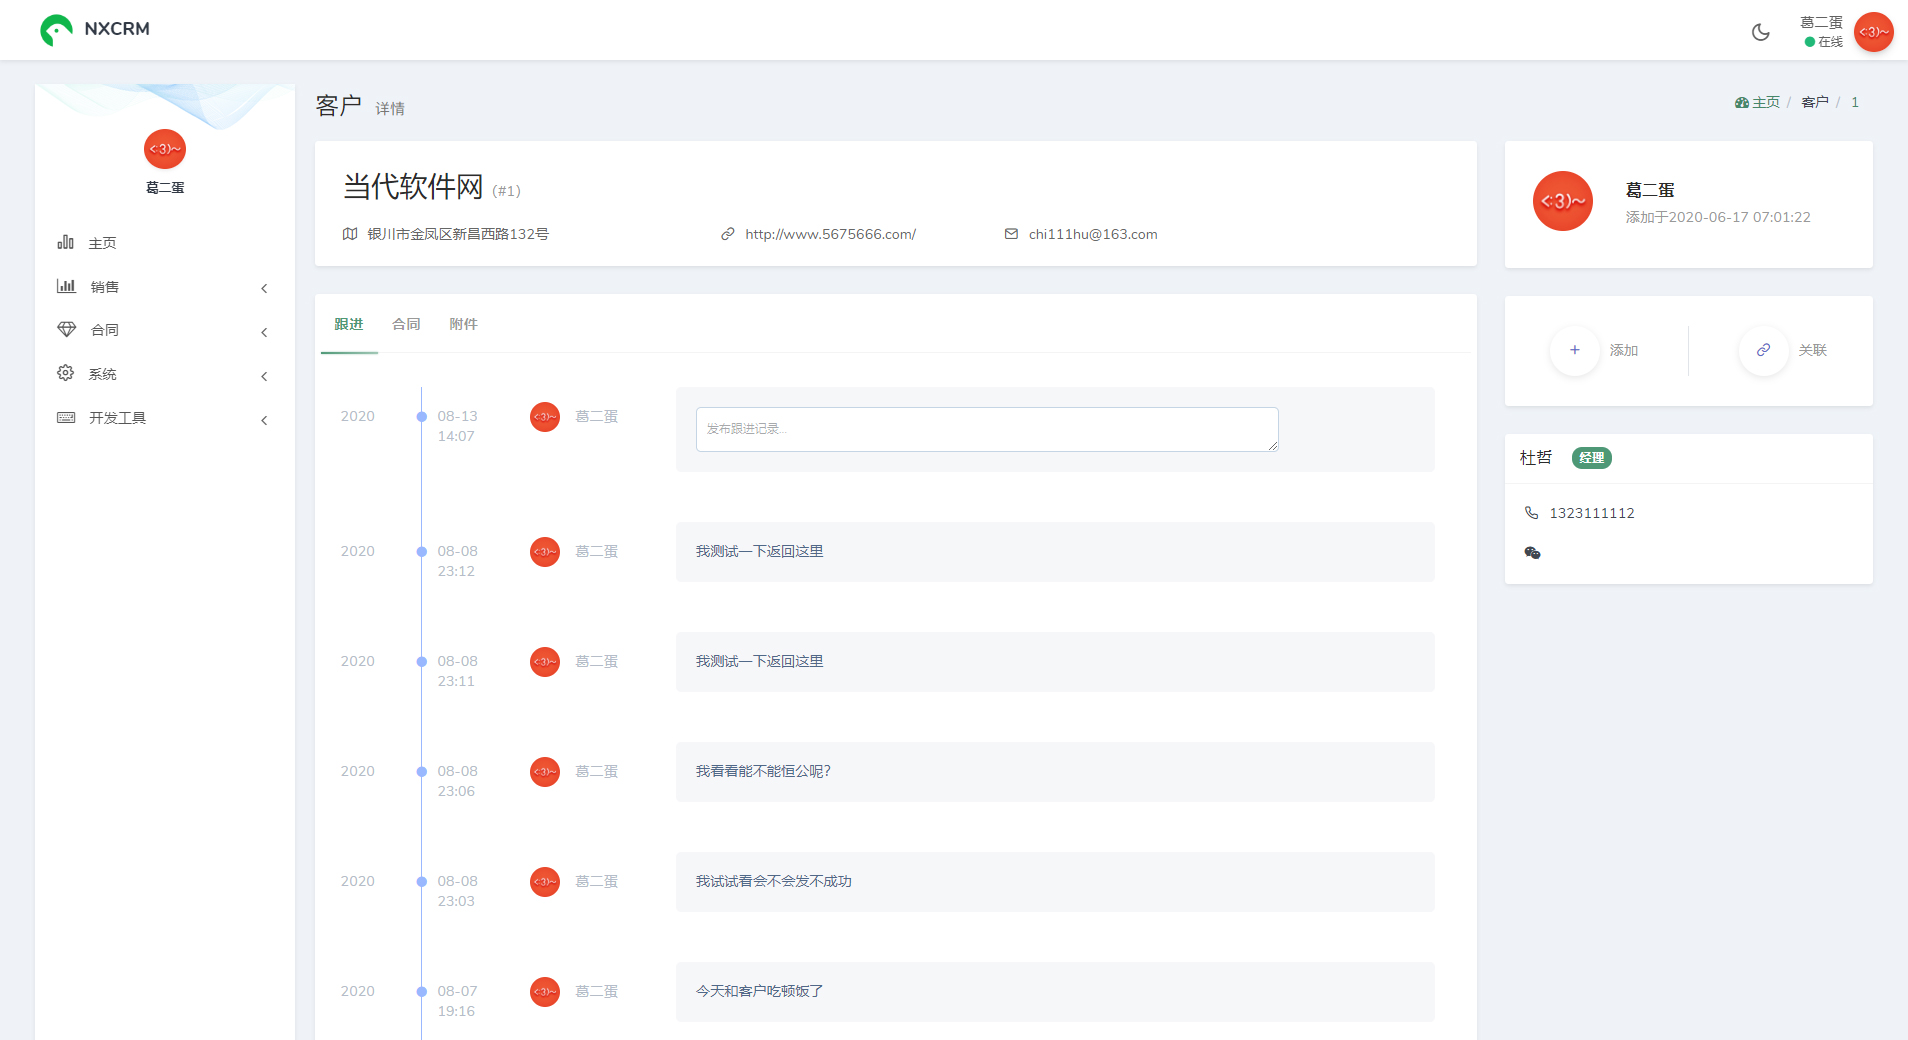 NXCRM
葛二蛋
在线
<:3)~
<:3)~
葛二蛋
主页
销售
合同
系统
开发工具
客户 详情
主页 / 客户 / 1
当代软件网 (#1)
银川市金凤区新昌西路132号 http://www.5675666.com/ chi111hu@163.com
跟进 合同 附件
2020 08-13 14:07 <:3)~ 葛二蛋 发布跟进记录...
2020 08-08 23:12 <:3)~ 葛二蛋 我测试一下返回这里
2020 08-08 23:11 <:3)~ 葛二蛋 我测试一下返回这里
2020 08-08 23:06 <:3)~ 葛二蛋 我看看能不能恒公呢?
2020 08-08 23:03 <:3)~ 葛二蛋 我试试看会不会发不成功
2020 08-07 19:16 <:3)~ 葛二蛋 今天和客户吃顿饭了
<:3)~
葛二蛋
添加于2020-06-17 07:01:22
+ 添加 关联
杜哲 经理
1323111112